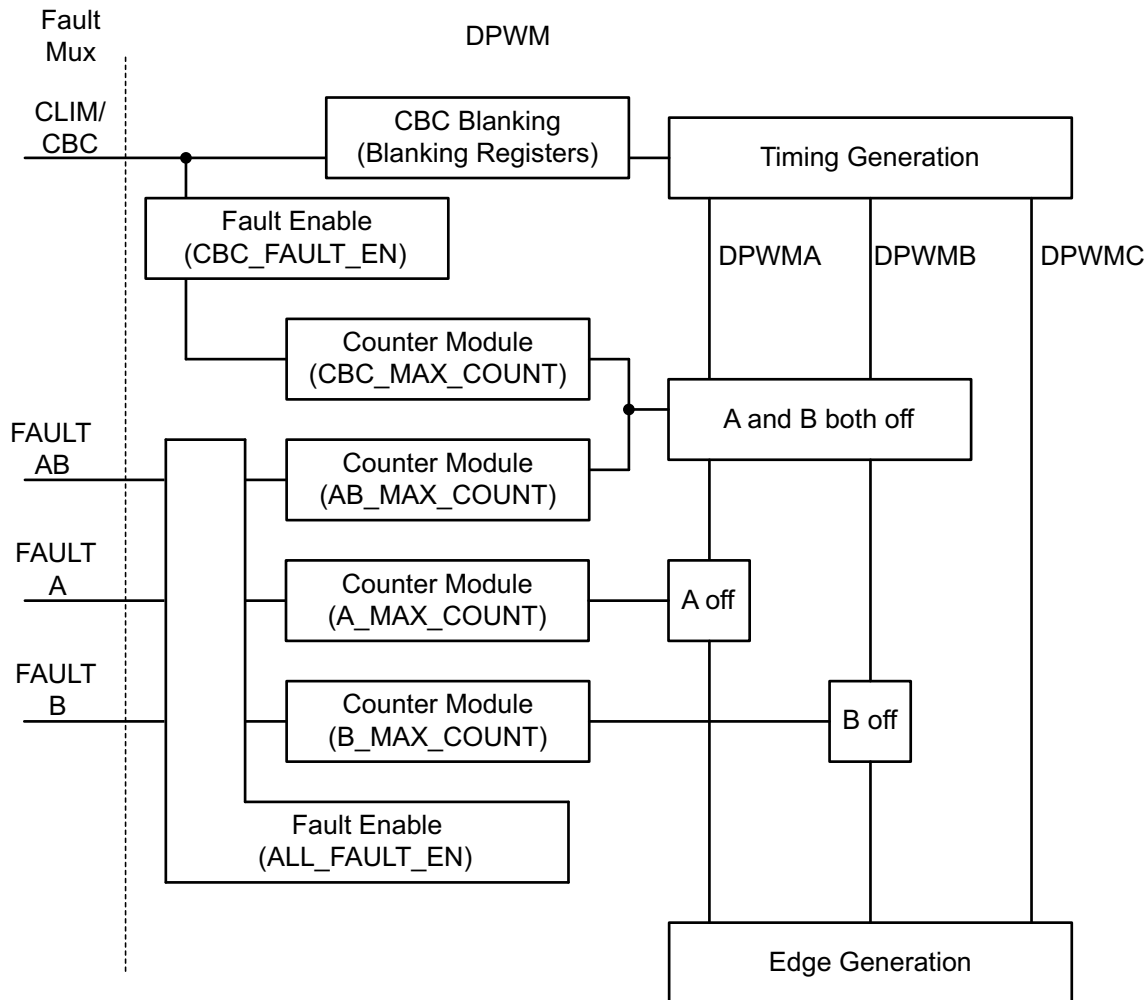 Fault
Mux
DPWM
CLIM/
CBC
CBC Blanking
(Blanking Registers)
Timing Generation
Fault Enable
(CBC_FAULT_EN)
DPWMA
DPWMB
DPWMC
Counter Module
(CBC_MAX_COUNT)
A and B both off
FAULT
AB
Counter Module
(AB_MAX_COUNT)
FAULT
A
Counter Module
(A_MAX_COUNT)
A off
FAULT
B
Counter Module
(B_MAX_COUNT)
B off
Fault Enable
(ALL_FAULT_EN)
Edge Generation